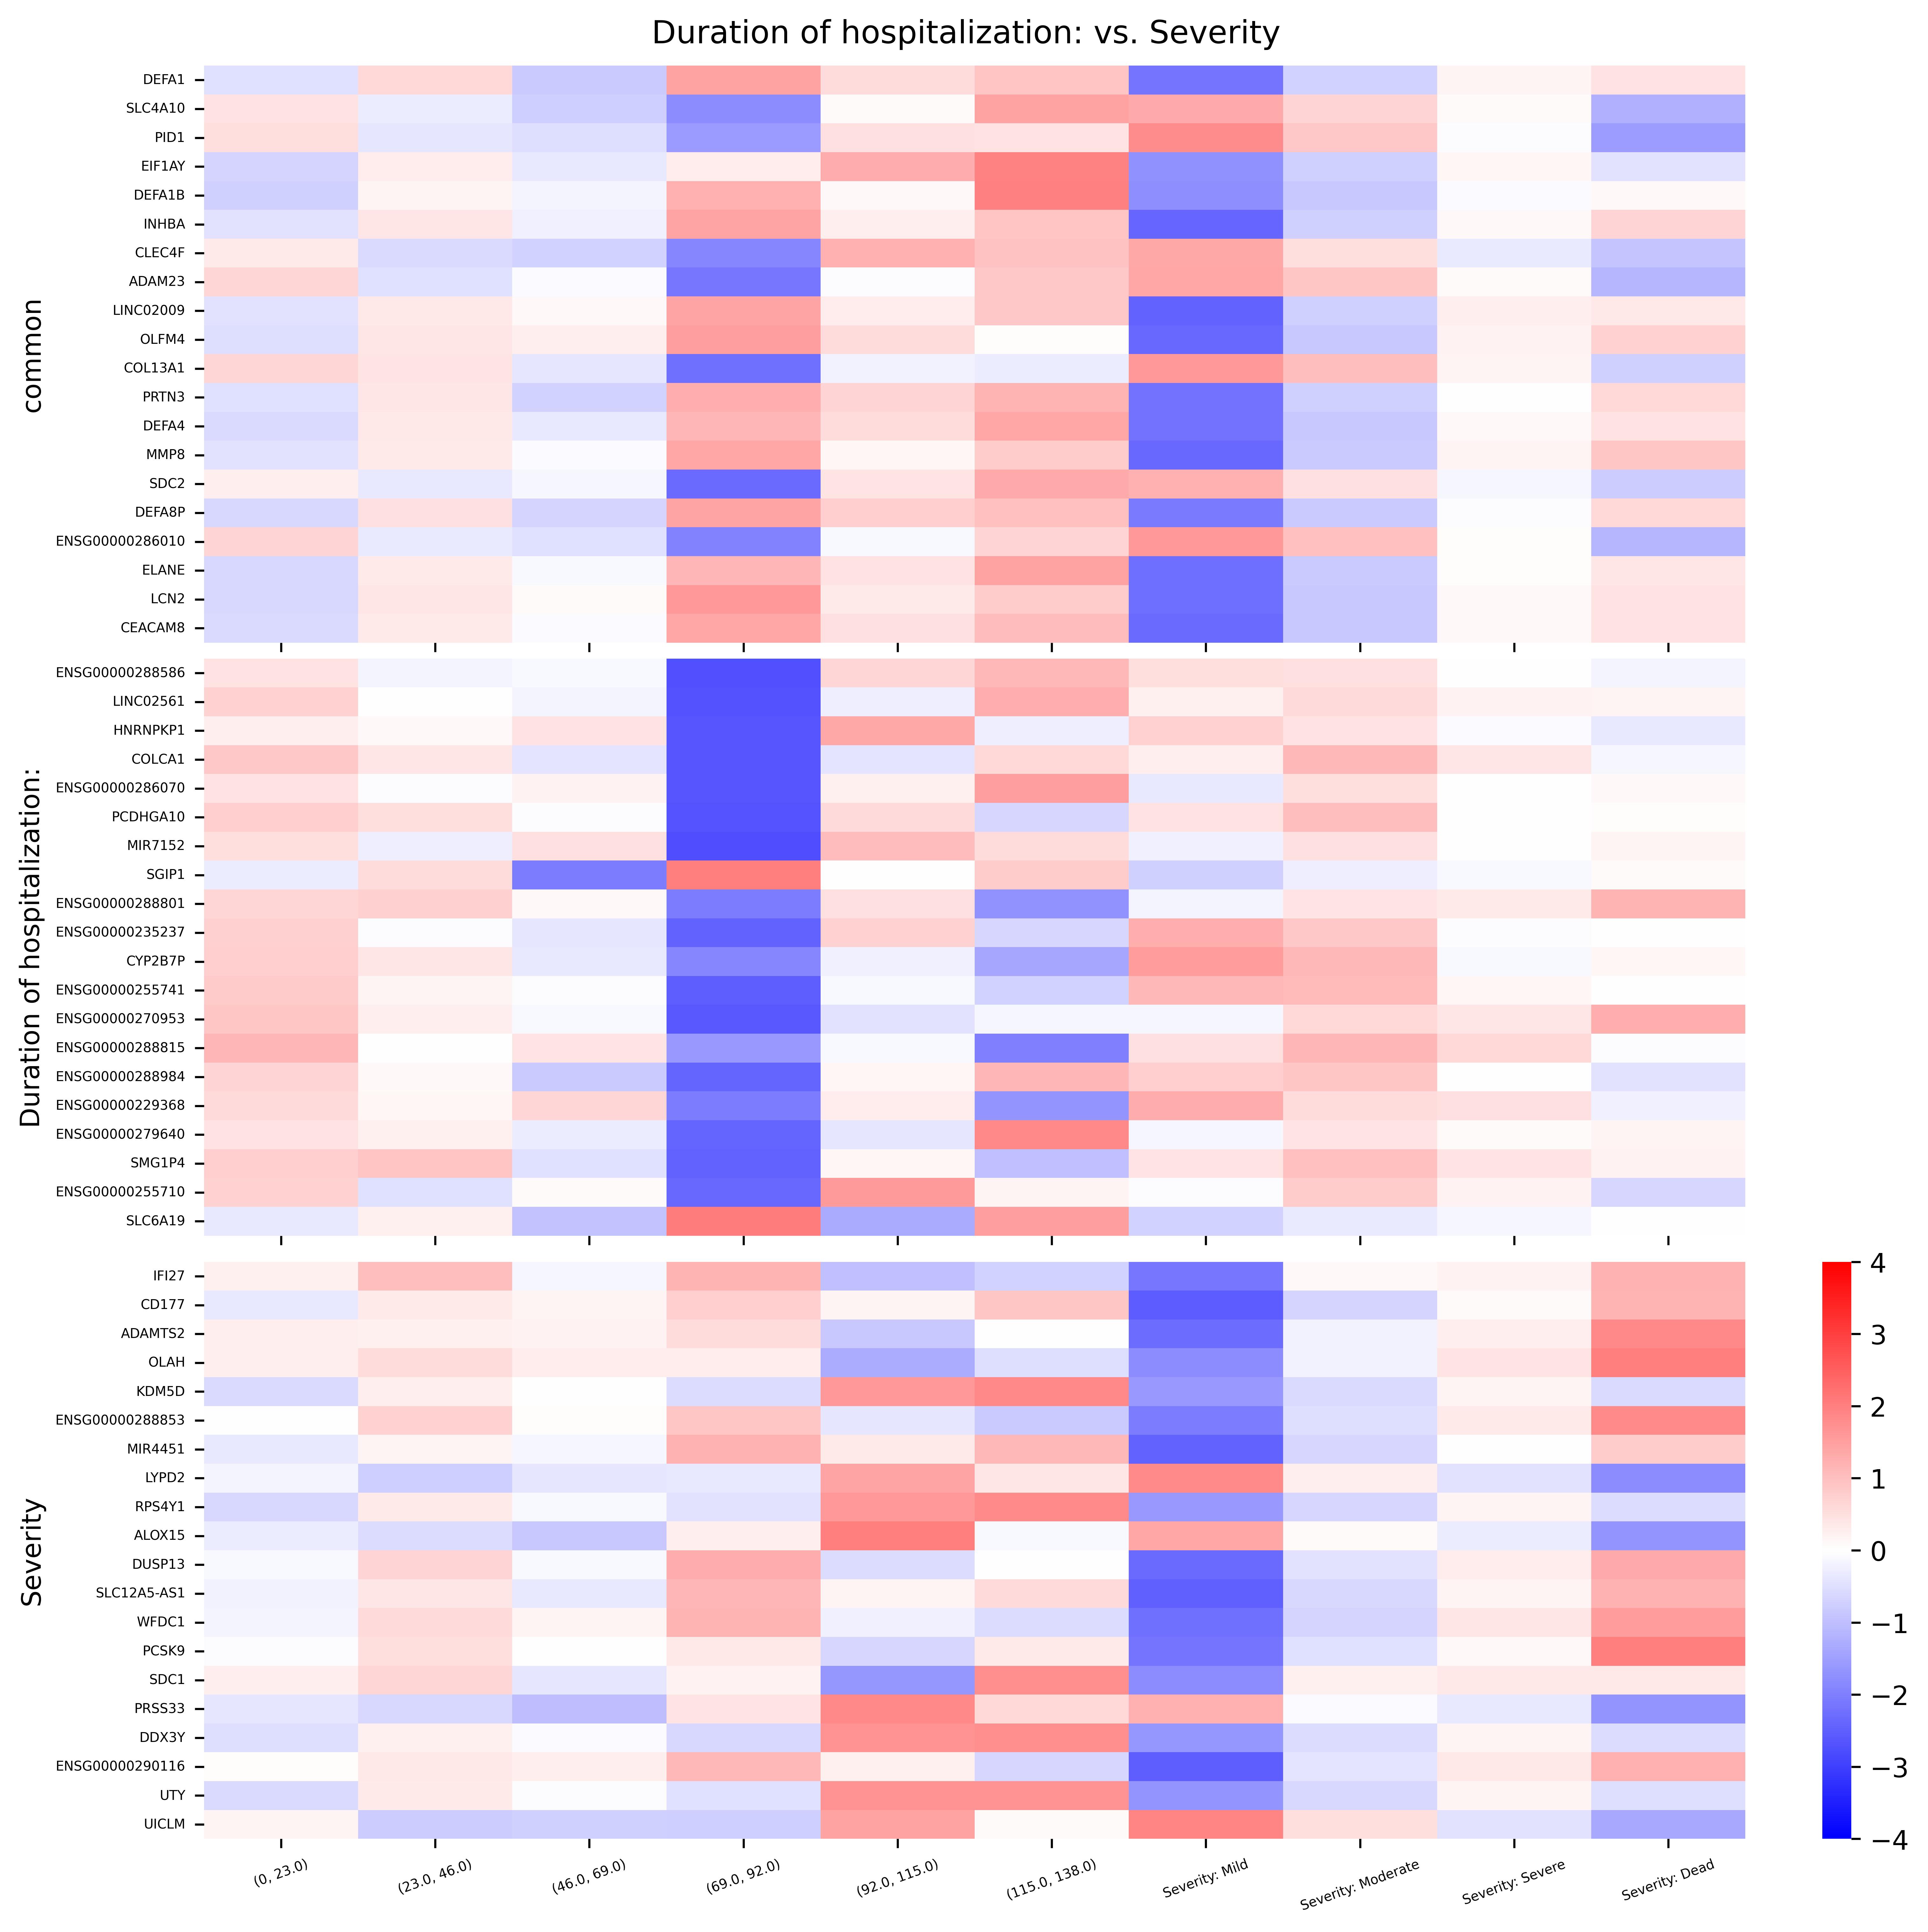 Duration of hospitalization: vs. Severity
common
DEFA1
SLC4A10
PID1
EIF1AY
DEFA1B
INHBA
CLEC4F
ADAM23
LINC02009
OLFM4
COL13A1
PRTN3
DEFA4
MMP8
SDC2
DEFA8P
ENSG00000286010
ELANE
LCN2
CEACAM8
Duration of hospitalization:
ENSG00000288586
LINC02561
HNRNPKP1
COLCA1
ENSG00000286070
PCDHGA10
MIR7152
SGIP1
ENSG00000288801
ENSG00000235237
CYP2B7P
ENSG00000255741
ENSG00000270953
ENSG00000288815
ENSG00000288984
ENSG00000229368
ENSG00000279640
SMG1P4
ENSG00000255710
SLC6A19
Severity
IFI27
CD177
ADAMTS2
OLAH
KDM5D
ENSG00000288853
MIR4451
LYPD2
RPS4Y1
ALOX15
DUSP13
SLC12A5-AS1
WFDC1
PCSK9
SDC1
PRSS33
DDX3Y
ENSG00000290116
UTY
UICLM
(0, 23.0)
(23.0, 46.0)
(46.0, 69.0)
(69.0, 92.0)
(92.0, 115.0)
(115.0, 138.0)
Severity: Mild
Severity: Moderate
Severity: Severe
Severity: Dead
4
3
2
1
0
−1
−2
−3
−4